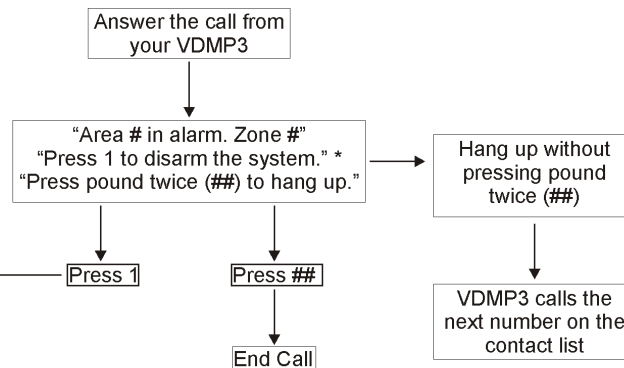 Answer the call from
your VDMP3
“Area # in alarm. Zone #”
“Press 1 to disarm the system.” *
“Press pound twice (##) to hang up.”
Hang up without
pressing pound
twice (##)
Press 1
Press ##
VDMP3 calls the
next number on the
contact list
End Call